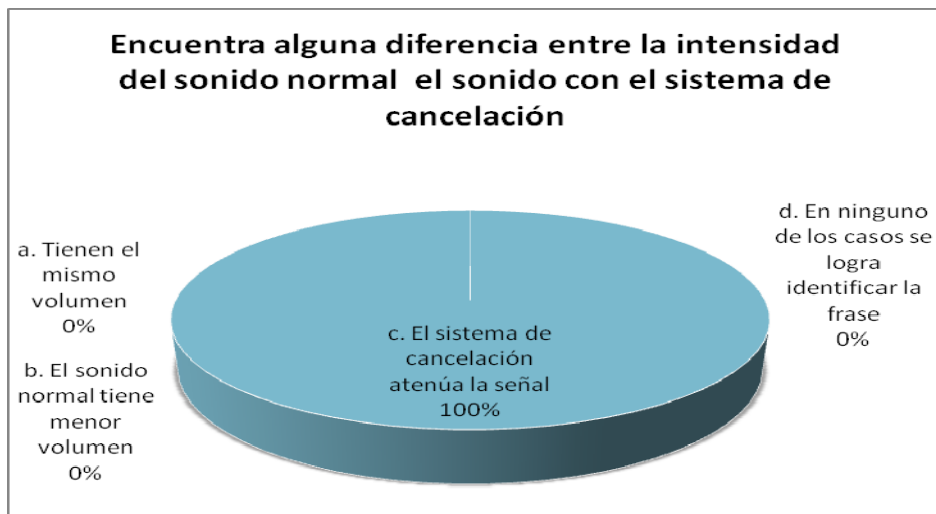 Encuentra alguna diferencia entre la intensidad
del sonido normal  el sonido con el sistema de
cancelación
a. Tienen el
mismo
volumen
0%
b. El sonido
normal tiene
menor
volumen
0%
c. El sistema de
cancelación
atenúa la señal
100%
d. En ninguno
de los casos se
logra
identificar la
frase
0%